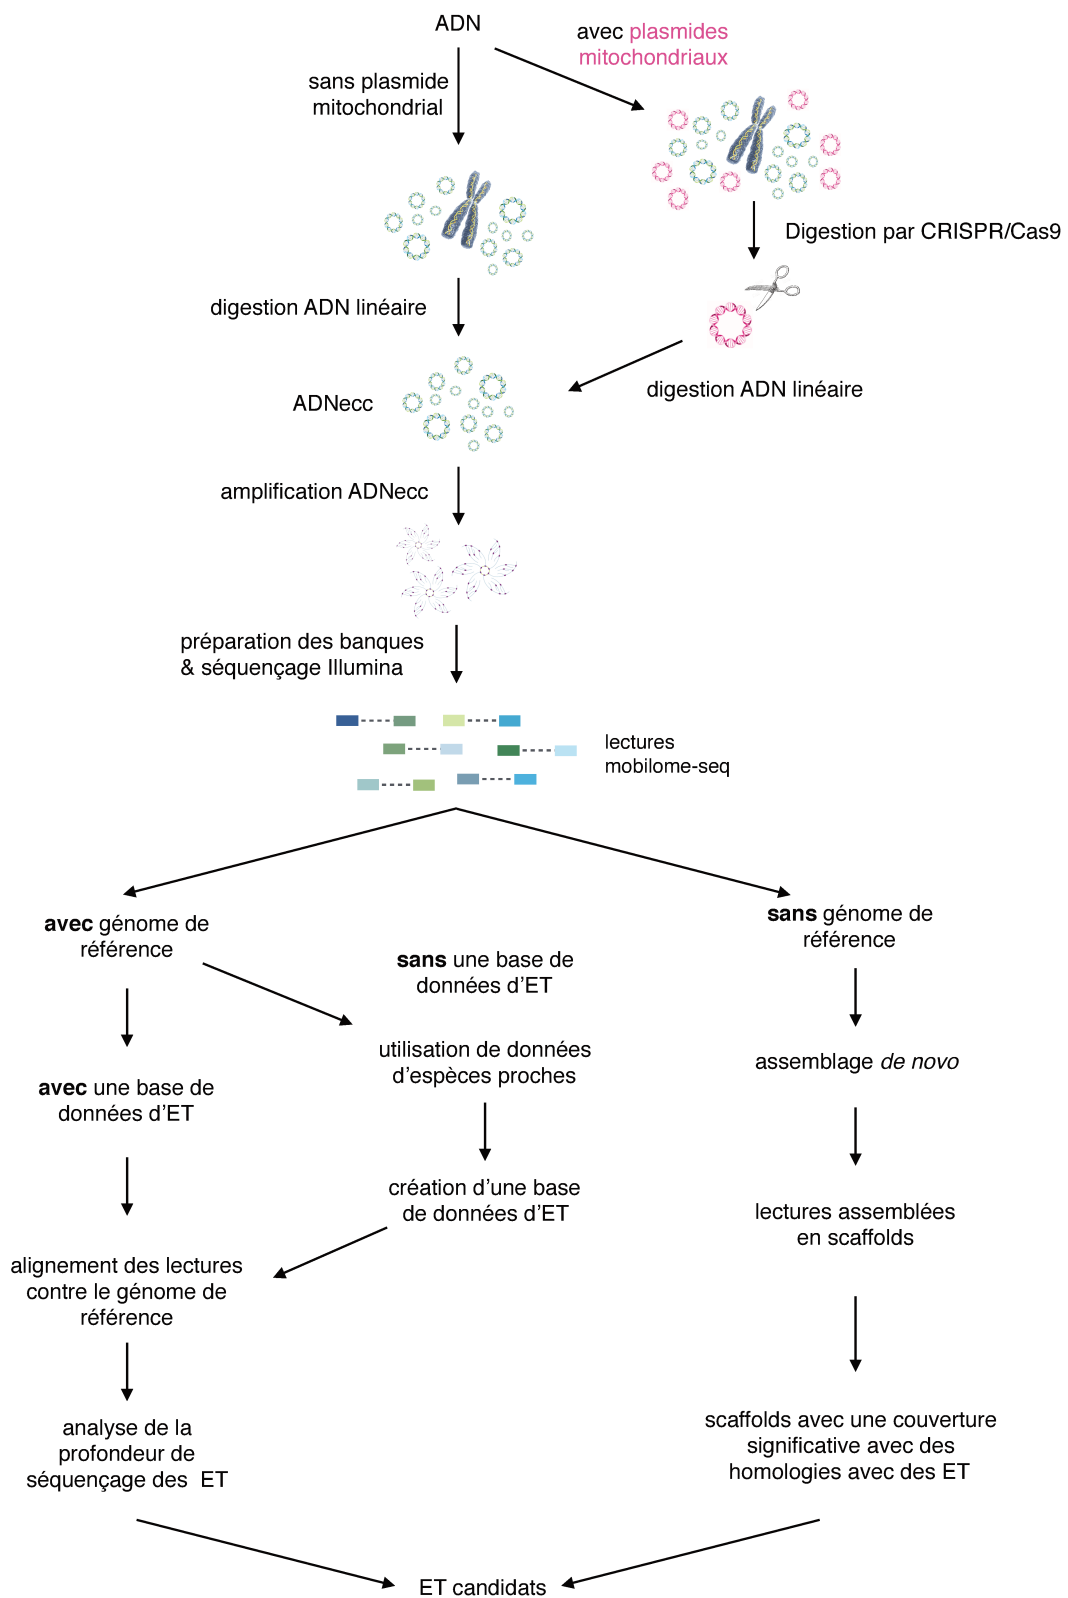 ADN
avec plasmides
mitochondriaux
sans plasmide
mitochondrial
Digestion par CRISPR/Cas9
digestion ADN linéaire
digestion ADN linéaire
ADNecc
amplification ADNecc
préparation des banques
& séquençage Illumina
lectures
mobilome-seq
avec génome de
référence
sans génome de
référence
sans une base de
données d'ET
utilisation de données
d'espèces proches
assemblage de novo
avec une base de
données d'ET
création d'une base
de données d'ET
lectures assemblées
en scaffolds
alignement des lectures
contre le génome de
référence
analyse de la
profondeur de
séquençage des  ET
scaffolds avec une couverture
significative avec des
homologies avec des ET
ET candidats